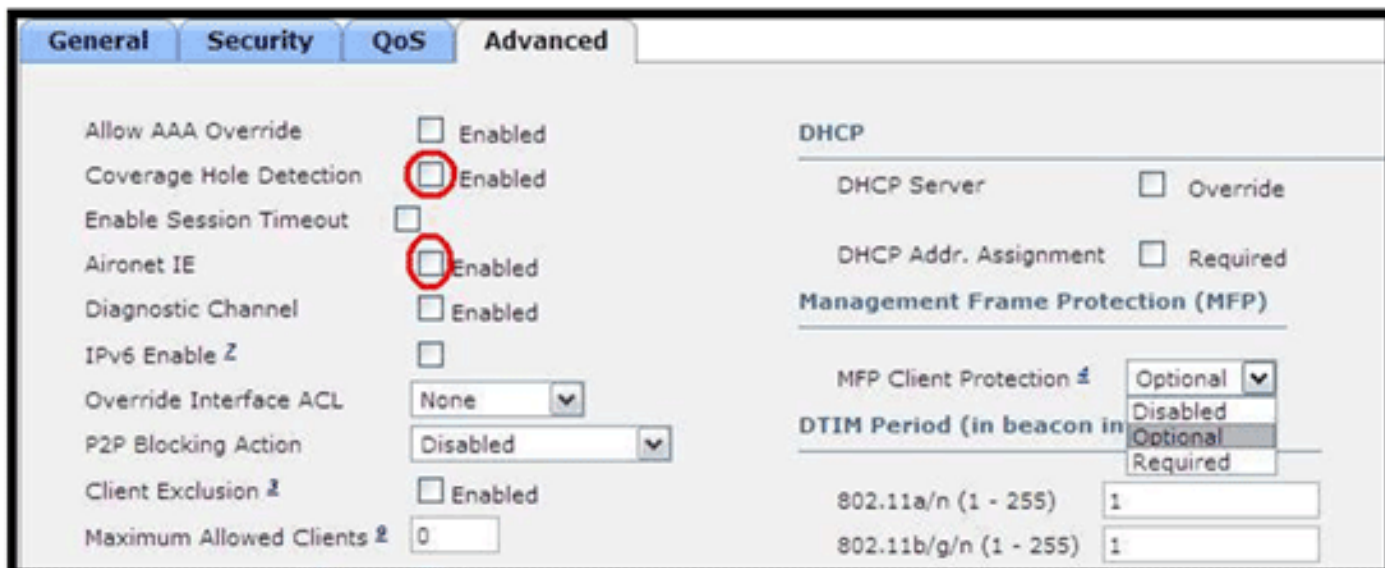 General Security QoS Advanced
Allow AAA Override Enabled
Coverage Hole Detection Enabled
Enable Session Timeout
Aironet IE Enabled
Diagnostic Channel Enabled
IPv6 Enable 7
Override Interface ACL None
P2P Blocking Action Disabled
Client Exclusion 3 Enabled
Maximum Allowed Clients 0
DHCP
DHCP Server Override
DHCP Addr. Assignment Required
Management Frame Protection (MFP)
MFP Client Protection 4 Optional
Disabled
Optional
Required
DTIM Period (in beacon in
802.11a/n (1 - 255) 1
802.11b/g/n (1 - 255) 1